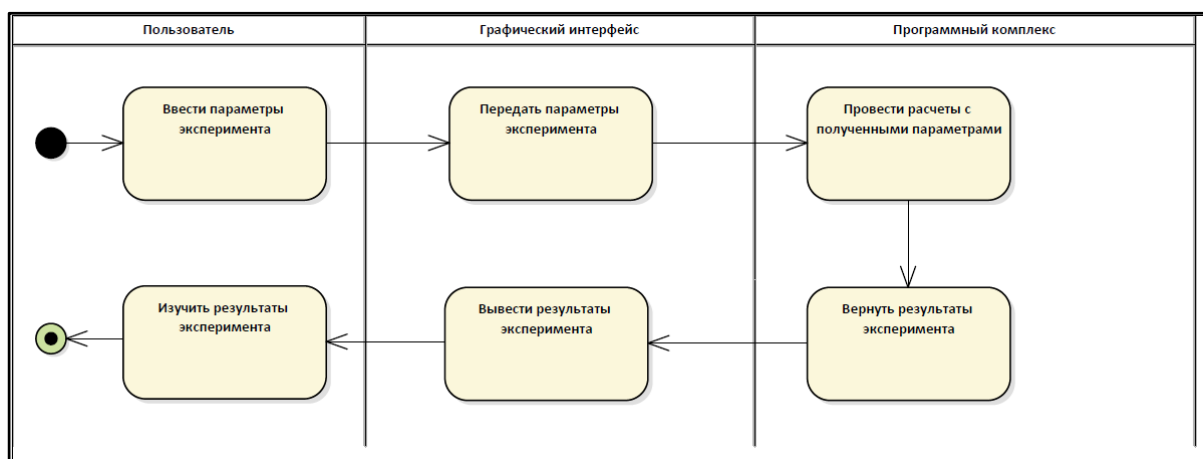 Пользователь
Графический интерфейс
Программный комплекс
Ввести параметры
эксперимента
Передать параметры
эксперимента
Провести расчеты с
полученными параметрами
Изучить результаты
эксперимента
Вывести результаты
эксперимента
Вернуть результаты
эксперимента